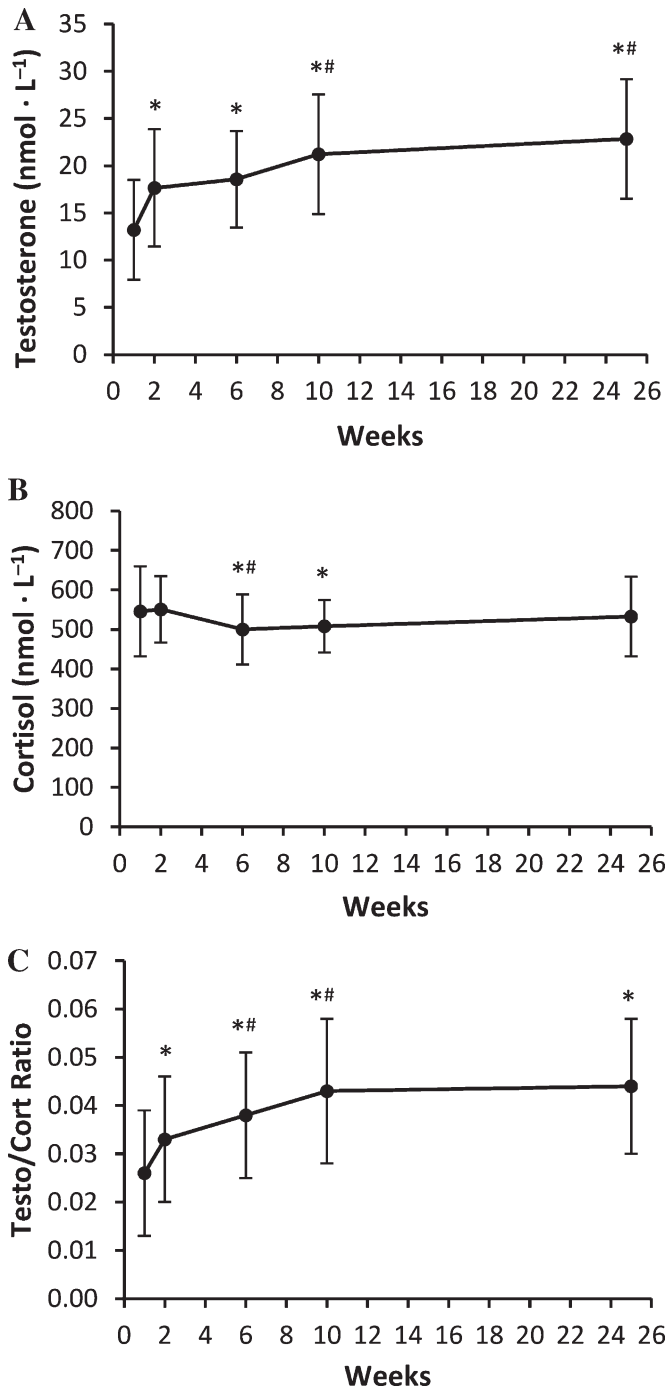 A
Testosterone (nmol · L⁻¹)
35
30
25
20
15
10
5
0
* * *# *#
0 2 4 6 8 10 12 14 16 18 20 22 24 26
Weeks
B
Cortisol (nmol · L⁻¹)
800
700
600
500
400
300
200
100
0
*# *
0 2 4 6 8 10 12 14 16 18 20 22 24 26
Weeks
C
Testo/Cort Ratio
0.07
0.06
0.05
0.04
0.03
0.02
0.01
0.00
* *# *# *
0 2 4 6 8 10 12 14 16 18 20 22 24 26
Weeks